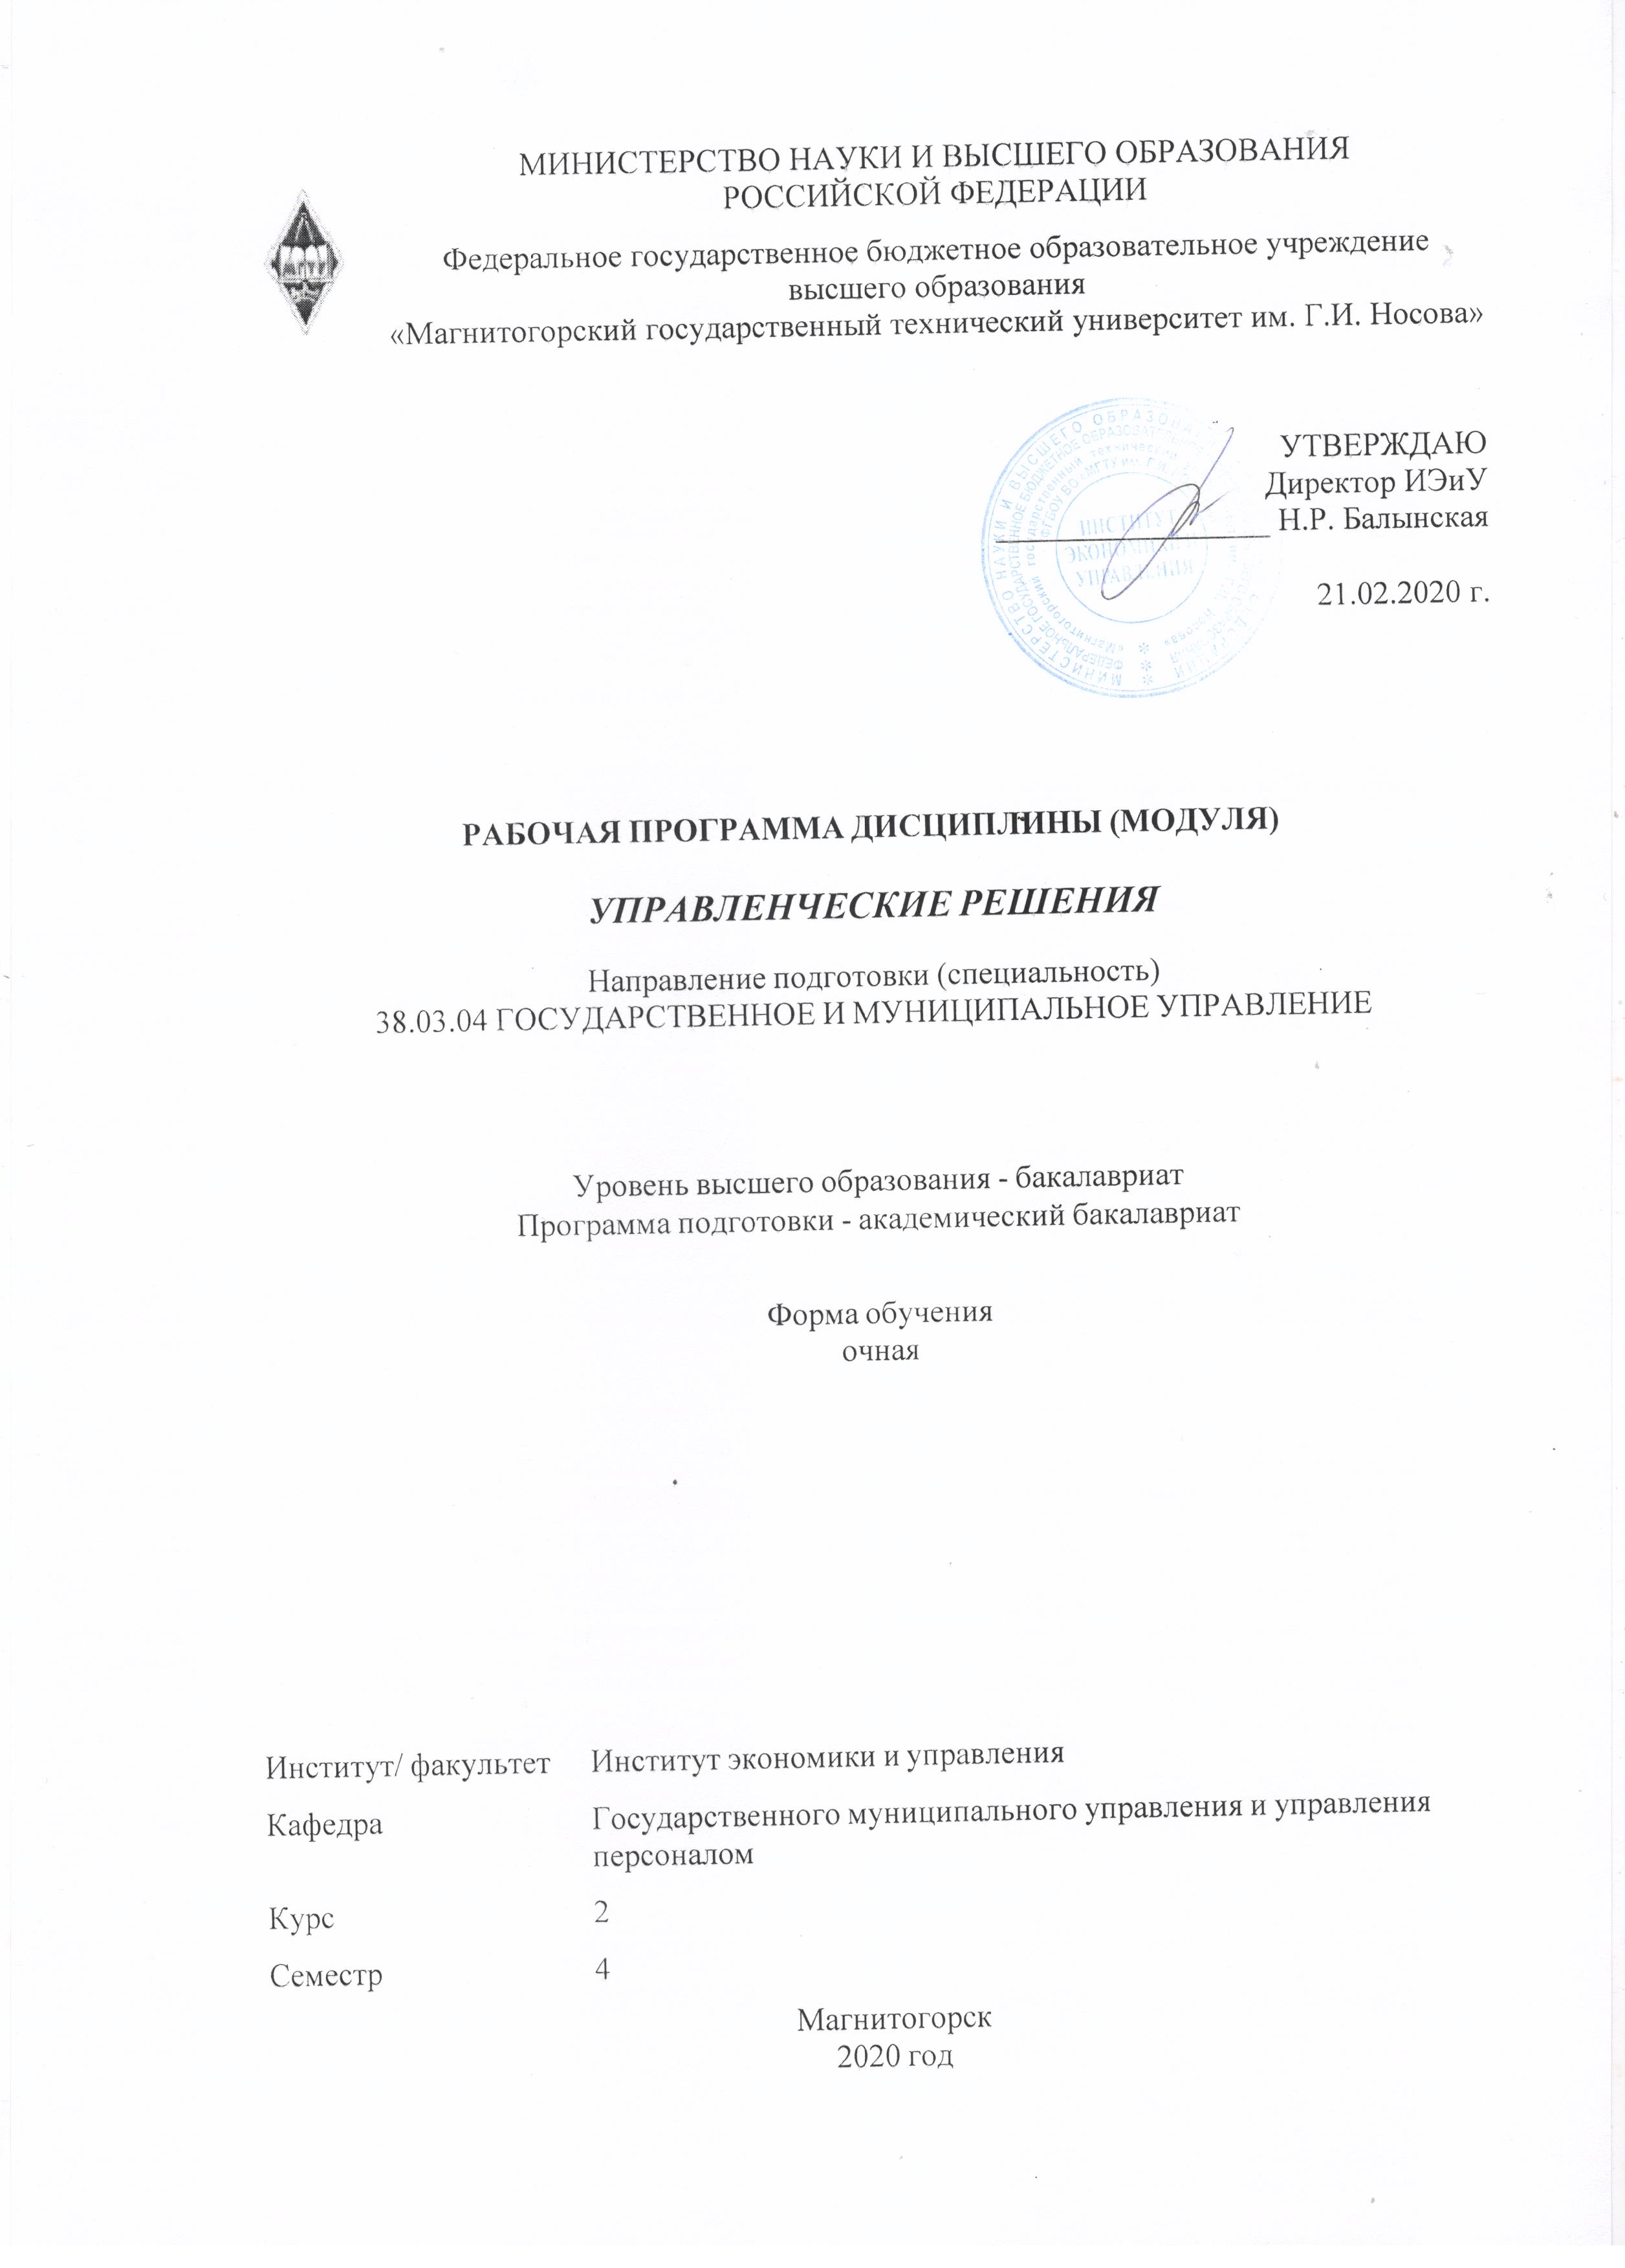 МИНИСТЕРСТВО НАУКИ И ВЫСШЕГО ОБРАЗОВАНИЯ
РОССИЙСКОЙ ФЕДЕРАЦИИ
Федеральное государственное бюджетное образовательное учреждение
высшего образования
«Магнитогорский государственный технический университет им. Г.И. Носова»
УТВЕРЖДАЮ
Директор ИЭиУ
Н.Р. Балынская
21.02.2020 г.
ИНСТИТУТ
ЭКОНОМИКИ
УПРАВЛЕНИЯ
РАБОЧАЯ ПРОГРАММА ДИСЦИПЛИНЫ (МОДУЛЯ)
УПРАВЛЕНЧЕСКИЕ РЕШЕНИЯ
Направление подготовки (специальность)
38.03.04 ГОСУДАРСТВЕННОЕ И МУНИЦИПАЛЬНОЕ УПРАВЛЕНИЕ
Уровень высшего образования - бакалавриат
Программа подготовки - академический бакалавриат
Форма обучения
очная
Институт/ факультет Институт экономики и управления
Кафедра Государственного муниципального управления и управления
персоналом
Курс 2
Семестр 4
Магнитогорск
2020 год